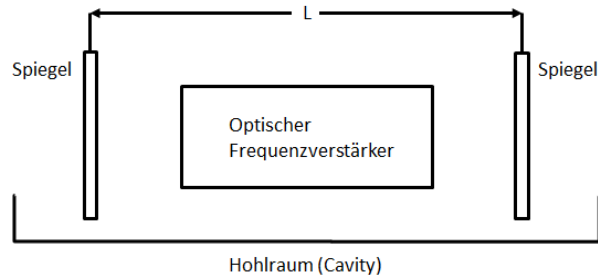 L
Spiegel
Spiegel
Optischer
Frequenzverstärker
Hohlraum (Cavity)